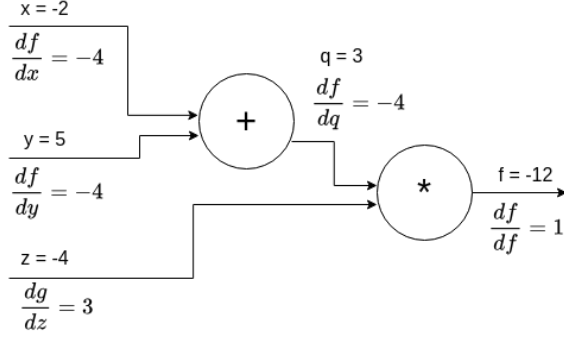 x = -2
df/dx = −4
q = 3
df/dq = −4
+
y = 5
df/dy = −4
*
f = -12
df/df = 1
z = -4
dg/dz = 3